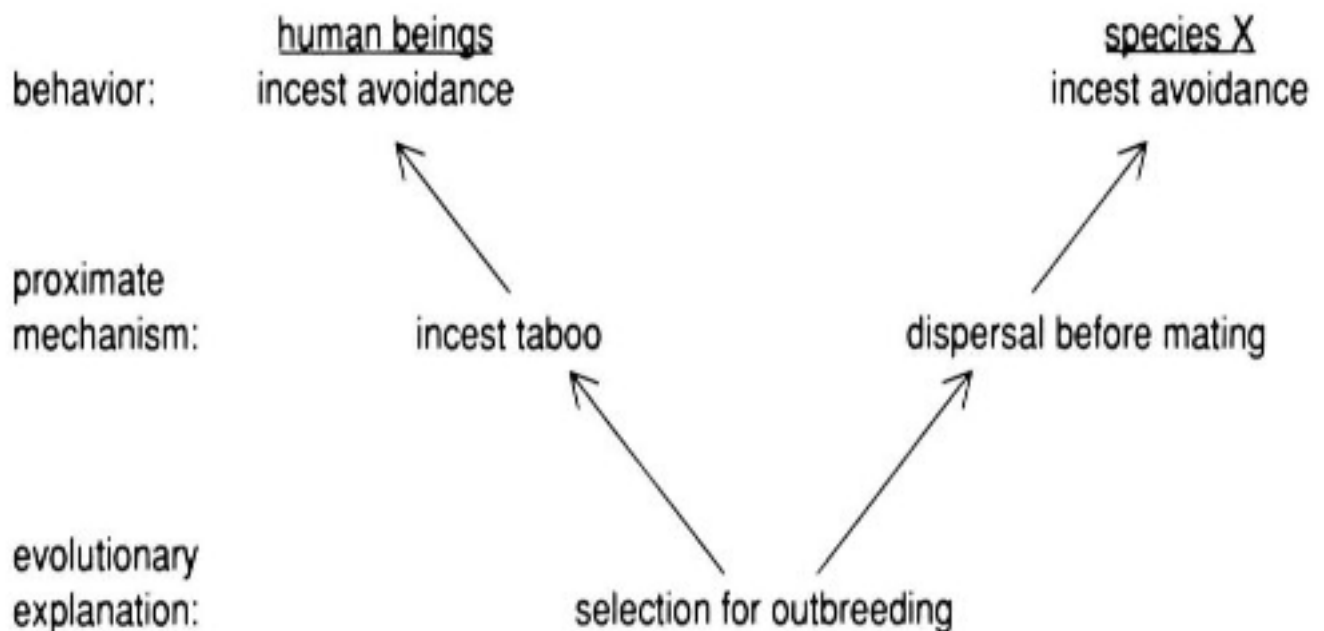 human beings species X
behavior: incest avoidance incest avoidance
proximate
mechanism: incest taboo dispersal before mating
evolutionary
explanation: selection for outbreeding